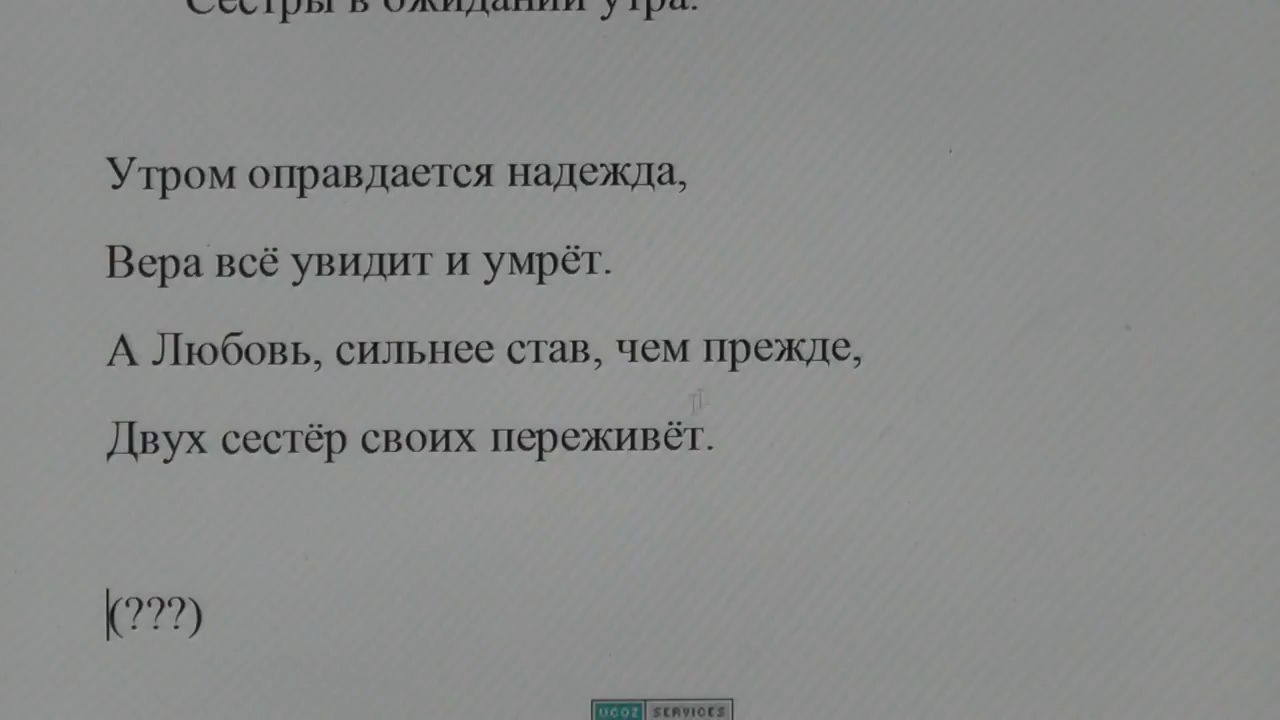 Сестры в ожидании утра.
Утром оправдается надежда,
Вера всё увидит и умрёт.
А Любовь, сильнее став, чем прежде,
Двух сестёр своих переживёт.
(???)
UCOZ SERVICES